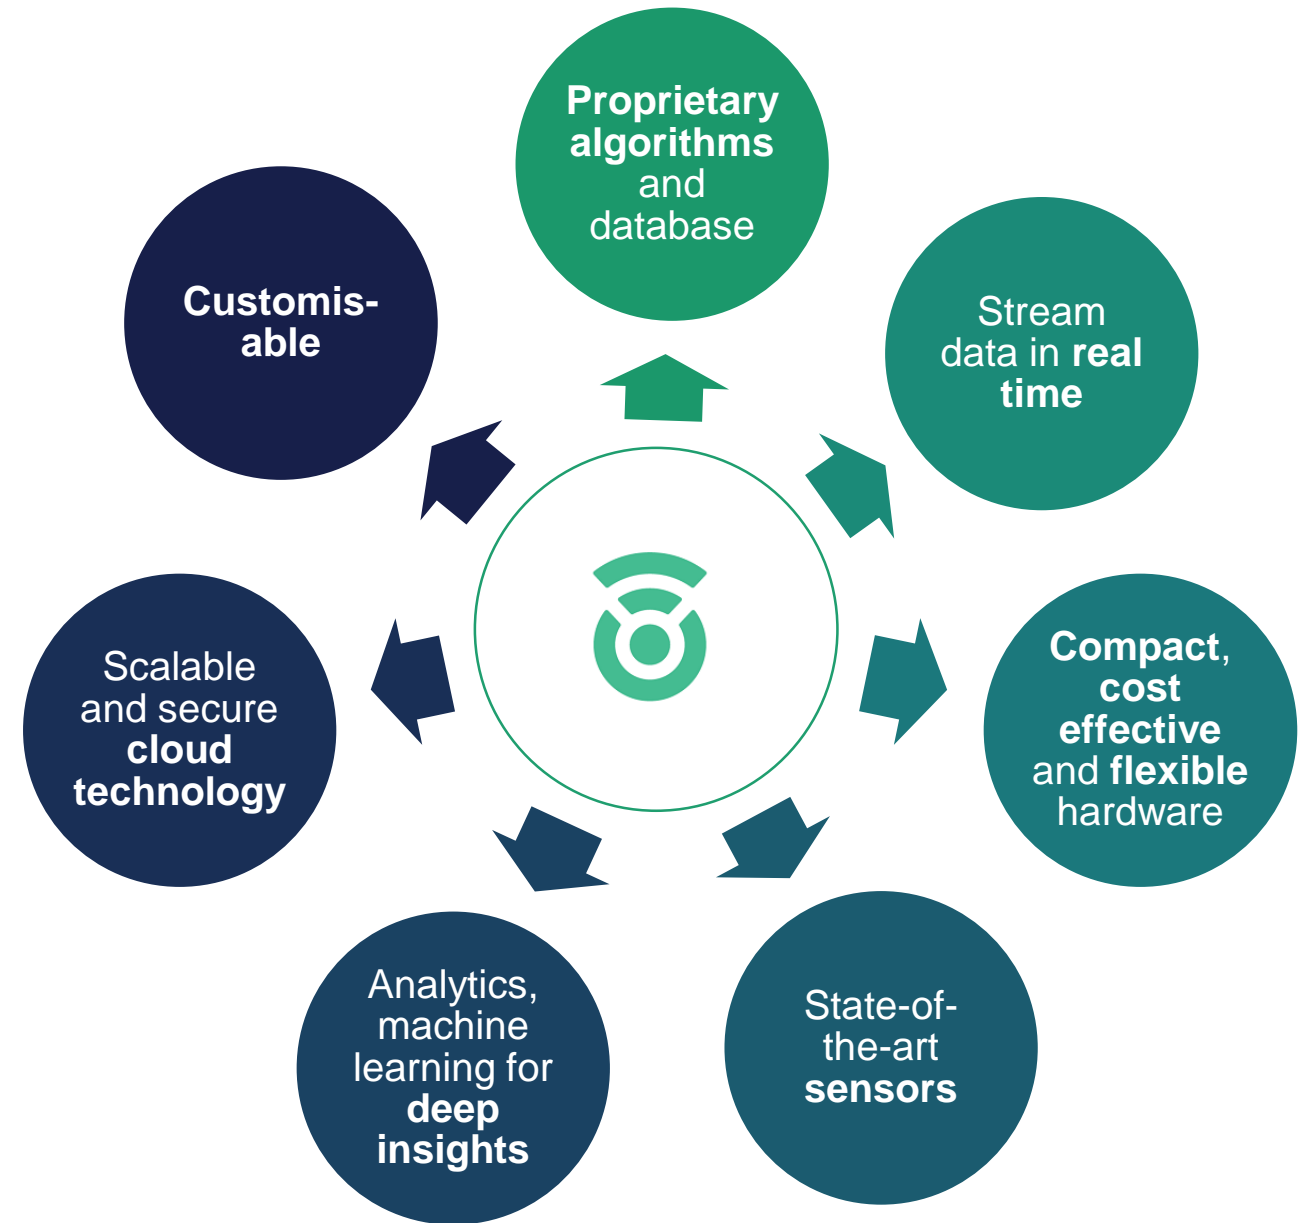 Proprietary
algorithms
and
database
Stream
data in real
time
Compact,
cost
effective
and flexible
hardware
State-of-
the-art
sensors
Analytics,
machine
learning for
deep
insights
Scalable
and secure
cloud
technology
Customis-
able